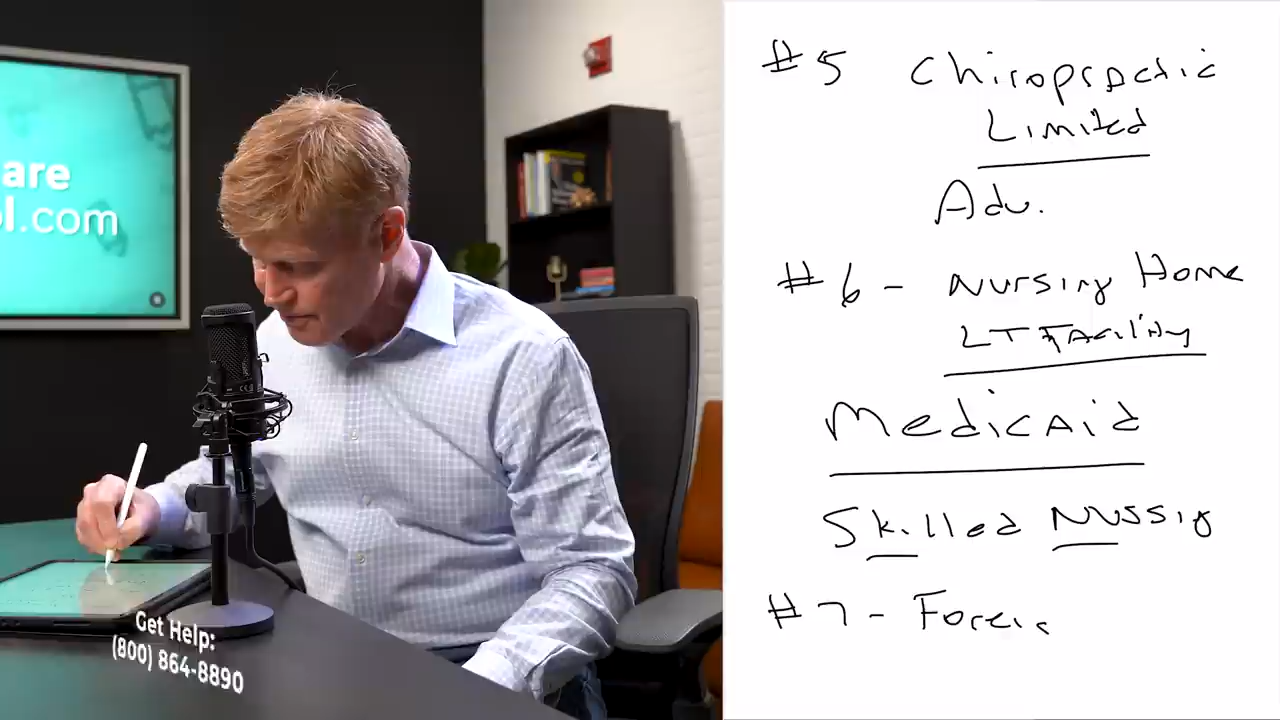 are
l.com
Get Help:
(800) 864-8890
#5 Chiropractic
Limited
Adv.
#6 - Nursing Home
LT Facility
Medicaid
Skilled Nussig
#7 - Foreig